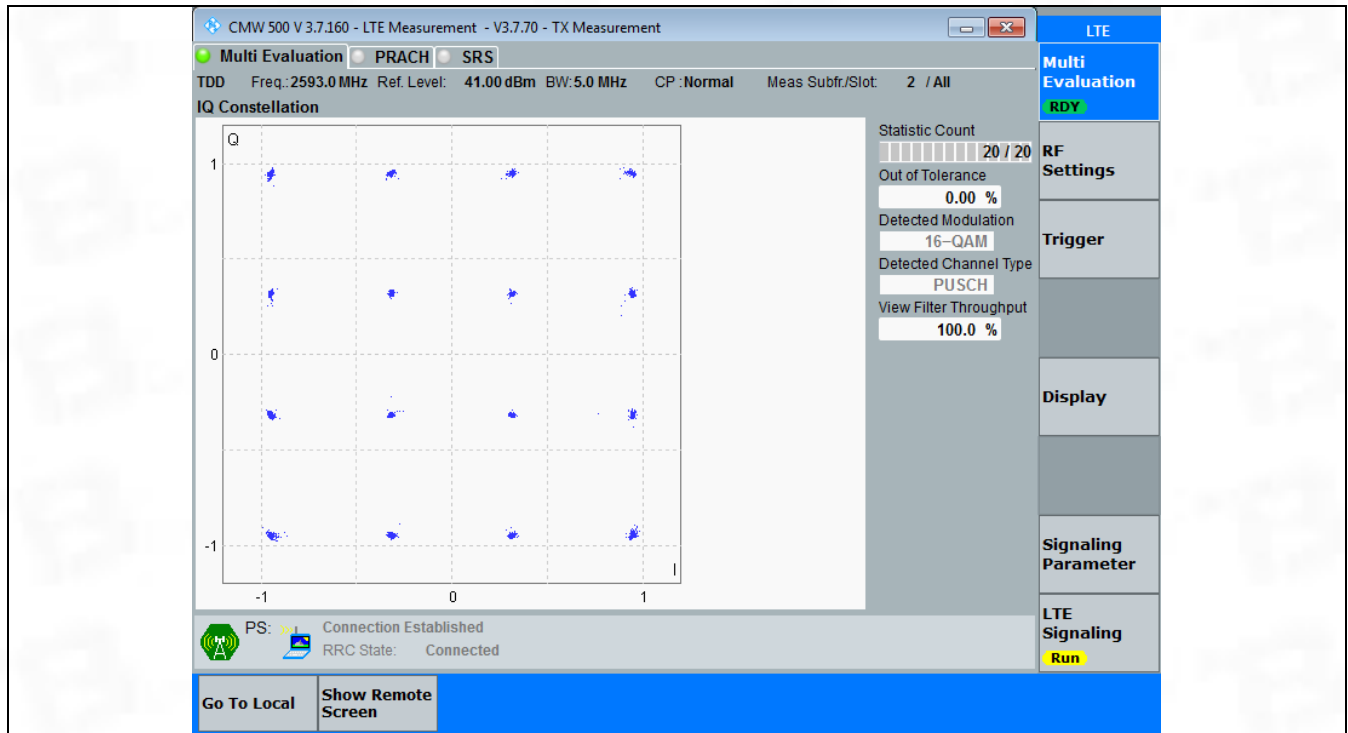 CMW 500 V 3.7.160 - LTE Measurement - V3.7.70 - TX Measurement
LTE
Multi Evaluation PRACH SRS
TDD Freq.: 2593.0 MHz Ref. Level: 41.00 dBm BW: 5.0 MHz CP : Normal Meas Subfr./Slot: 2 / All
IQ Constellation
Q
1
0
-1
-1 0 1
I
Statistic Count
20 / 20
Out of Tolerance
0.00 %
Detected Modulation
16-QAM
Detected Channel Type
PUSCH
View Filter Throughput
100.0 %
Multi
Evaluation
RDY
RF
Settings
Trigger
Display
Signaling
Parameter
LTE
Signaling
Run
PS: Connection Established
RRC State: Connected
Go To Local
Show Remote
Screen